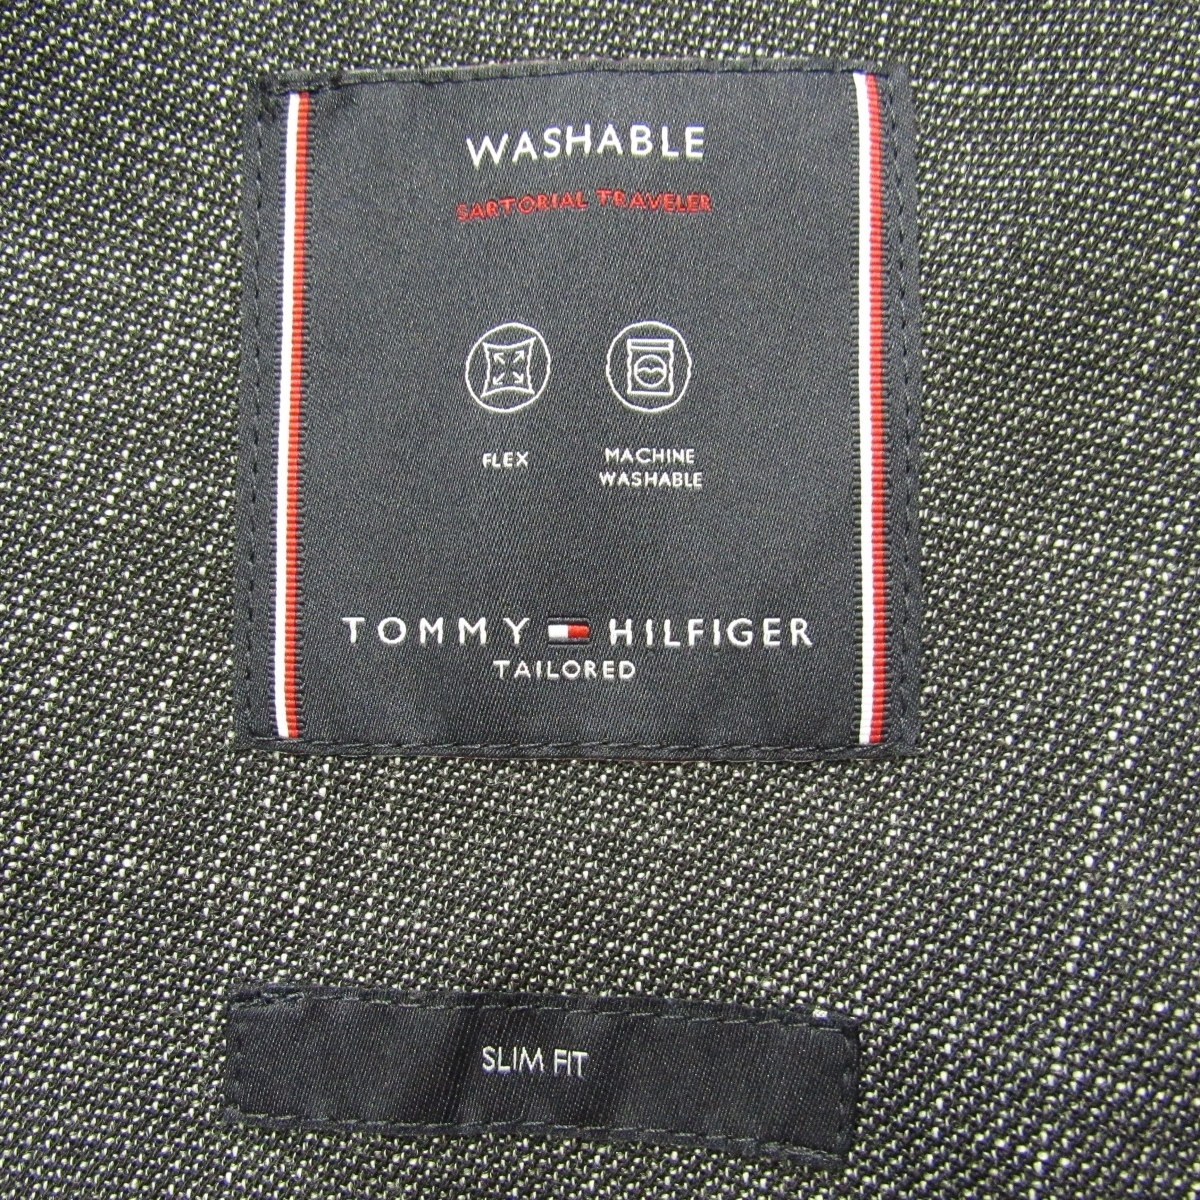 WASHABLE
SARTORIAL TRAVELER
FLEX
MACHINE
WASHABLE
TOMMY HILFIGER
TAILORED
SLIM FIT